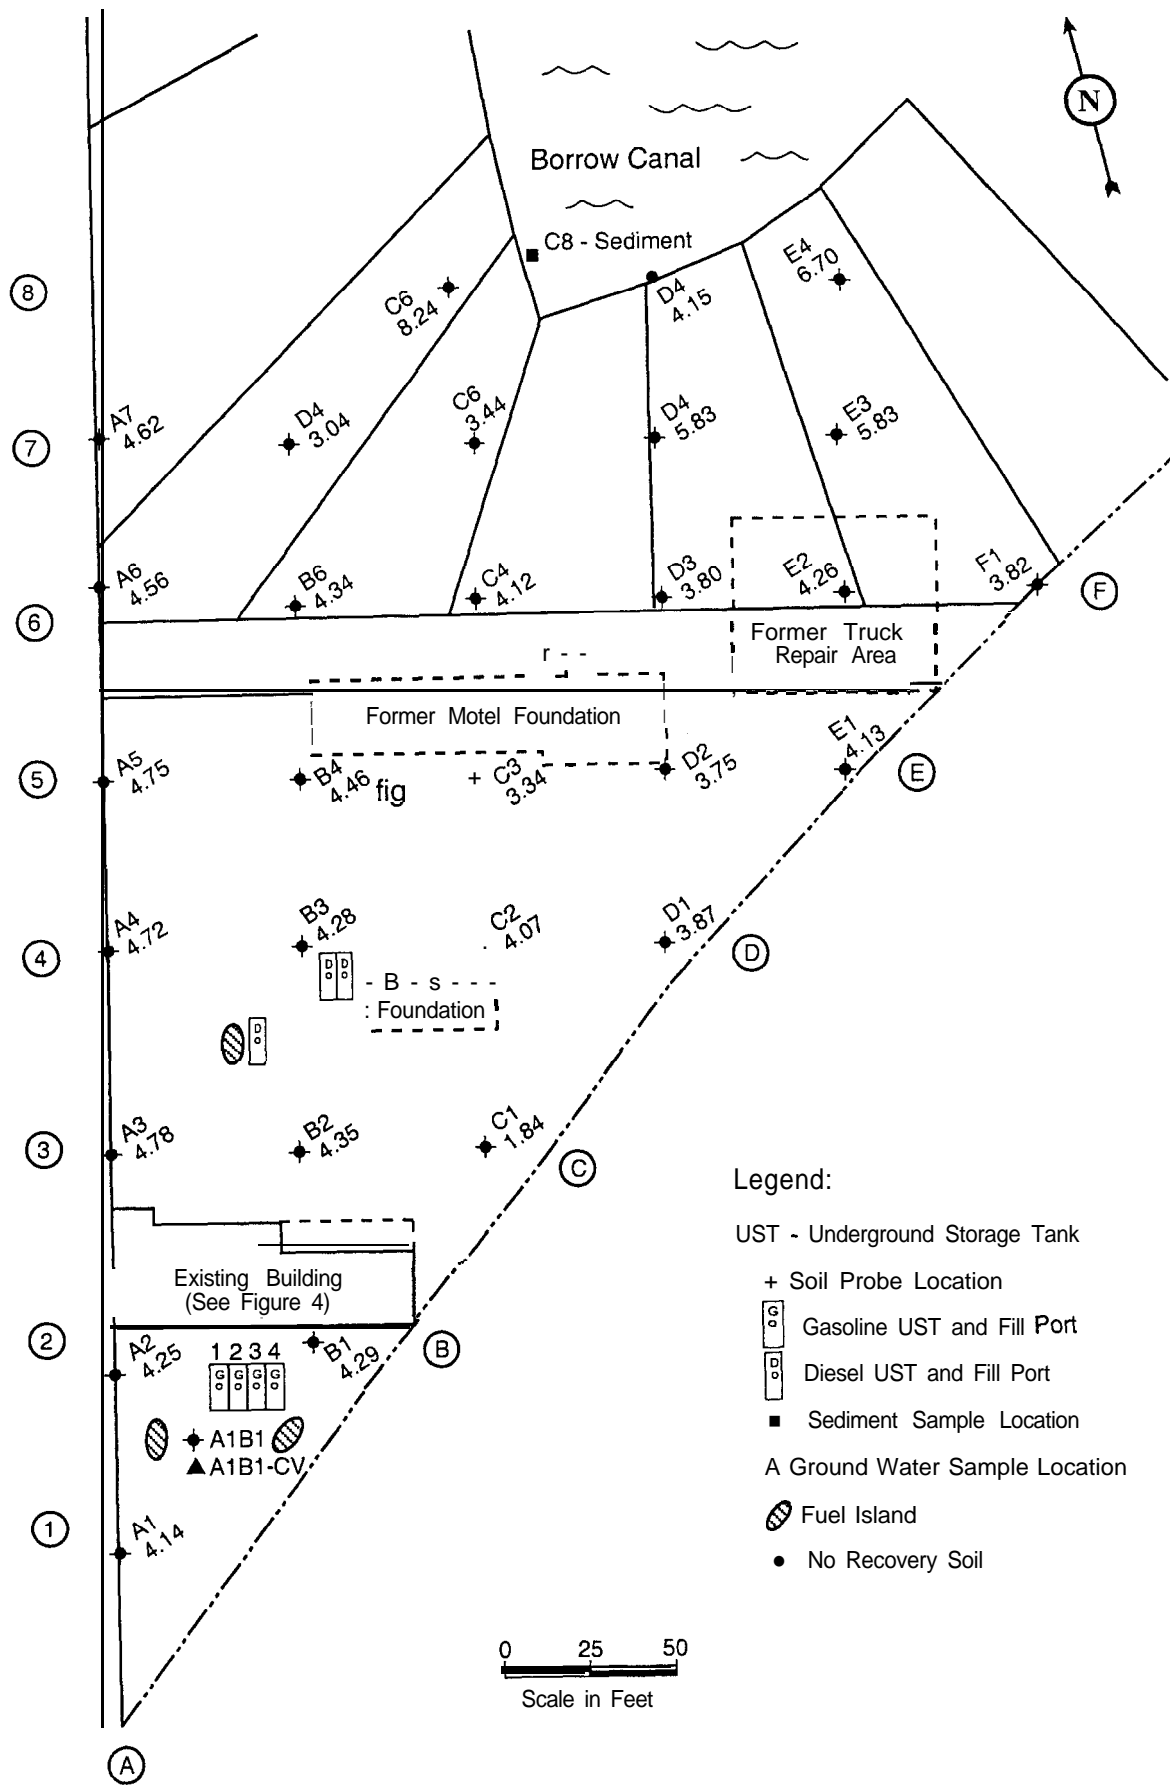 N
Borrow Canal
C8 - Sediment
8
C6
8.24
D4
4.15
E4
6.70
7
A7
4.62
D4
3.04
C6
3.44
D4
5.83
E3
5.83
A6
4.56
B6
4.34
C4
4.12
D3
3.80
E2
4.26
F1
3.82
F
6
Former Truck
Repair Area
r - -
Former Motel Foundation
5
A5
4.75
B4
4.46
fig
C3
3.34
D2
3.75
E1
4.13
E
4
A4
4.72
B3
4.28
C2
4.07
D1
3.87
D
D
D
- B - s - - -
: Foundation
D
3
A3
4.78
B2
4.35
C1
1.84
C
Existing Building
(See Figure 4)
2
A2
4.25
1 2 3 4
G G G G
B1
4.29
B
A1B1
A1B1-CV
1
A1
4.14
A
Legend:
UST - Underground Storage Tank
+ Soil Probe Location
G Gasoline UST and Fill Port
D Diesel UST and Fill Port
Sediment Sample Location
A Ground Water Sample Location
Fuel Island
No Recovery Soil
0 25 50
Scale in Feet